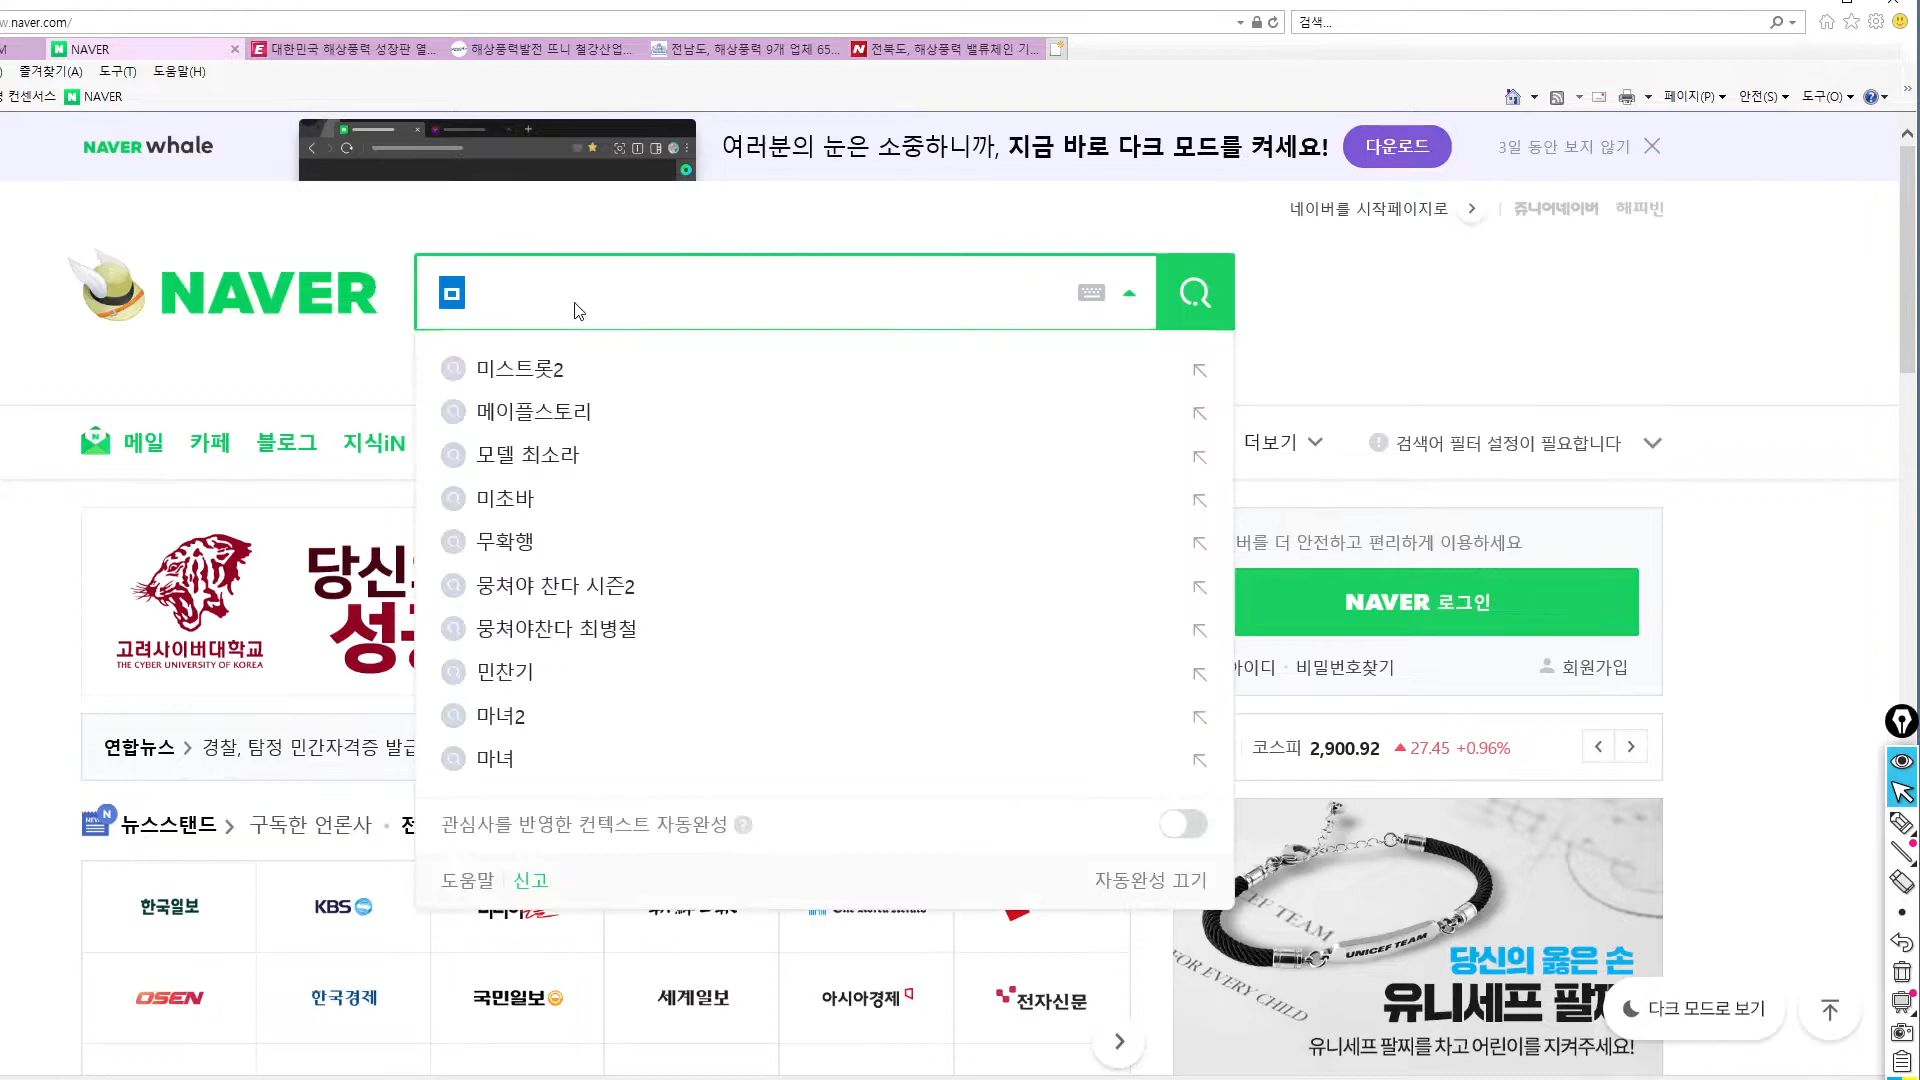 w.naver.com/
검색...
NAVER
대한민국 해상풍력 성장판 열...
해상풍력발전 뜨니 철강산업...
전남도, 해상풍력 9개 업체 65...
전북도, 해상풍력 밸류체인 기...
즐겨찾기(A) 도구(T) 도움말(H)
컨센서스 NAVER
페이지(P) 안전(S) 도구(O)
NAVER whale
여러분의 눈은 소중하니까, 지금 바로 다크 모드를 켜세요!
다운로드
3일 동안 보지 않기
네이버를 시작페이지로
쥬니어네이버 해피빈
NAVER
ㅁ
미스트롯2
메이플스토리
모델 최소라
미초바
무확행
뭉쳐야 찬다 시즌2
뭉쳐야찬다 최병철
민찬기
마녀2
마녀
관심사를 반영한 컨텍스트 자동완성
도움말 신고
자동완성 끄기
메일 카페 블로그 지식iN
더보기
검색어 필터 설정이 필요합니다
고려사이버대학교
THE CYBER UNIVERSITY OF KOREA
당신의
버를 더 안전하고 편리하게 이용하세요
NAVER 로그인
아이디 · 비밀번호찾기
회원가입
연합뉴스 > 경찰, 탐정 민간자격증 발급
코스피 2,900.92 ▲27.45 +0.96%
뉴스스탠드 > 구독한 언론사 · 전
한국일보
KBS
OSEN
한국경제
국민일보
세계일보
아시아경제
전자신문
UNICEF TEAM
FOR EVERY CHILD
당신의 옳은 손
유니세프 팔찌
유니세프 팔찌를 차고 어린이를 지켜주세요!
다크 모드로 보기